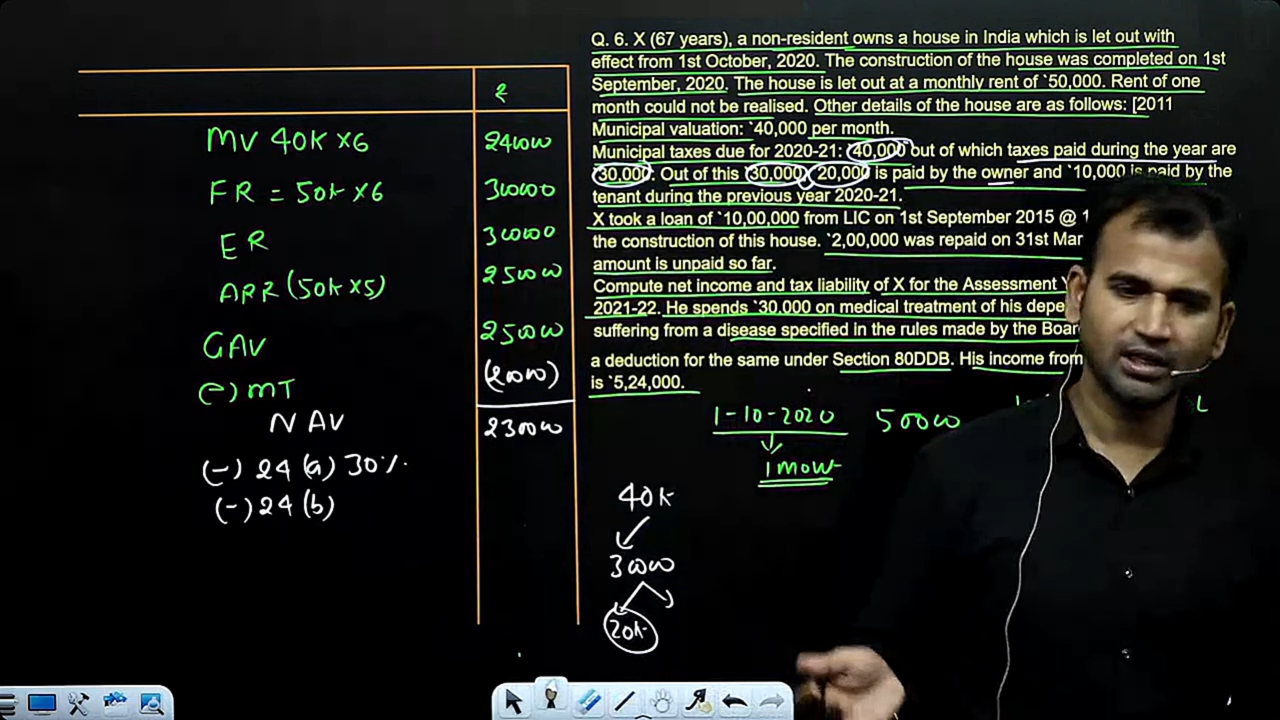 Q. 6. X (67 years), a non-resident owns a house in India which is let out with
effect from 1st October, 2020. The construction of the house was completed on 1st
September, 2020. The house is let out at a monthly rent of `50,000. Rent of one
month could not be realised. Other details of the house are as follows: [2011
Municipal valuation: `40,000 per month.
Municipal taxes due for 2020-21: `40,000 out of which taxes paid during the year are
`30,000. Out of this `30,000, `20,000 is paid by the owner and `10,000 is paid by the
tenant during the previous year 2020-21.
X took a loan of `10,00,000 from LIC on 1st September 2015 @
the construction of this house. `2,00,000 was repaid on 31st Mar
amount is unpaid so far.
Compute net income and tax liability of X for the Assessment
2021-22. He spends `30,000 on medical treatment of his depe
suffering from a disease specified in the rules made by the Boar
a deduction for the same under Section 80DDB. His income from
is `5,24,000.
₹
MV 40K X6 240000
FR = 50K X6 300000
ER 300000
ARR (50K X5) 250000
GAV 250000
(-) MT (20000)
NAV 230000
(-) 24 (a) 30%
(-) 24 (b)
1-10-2020 50000
40K
30000
20K